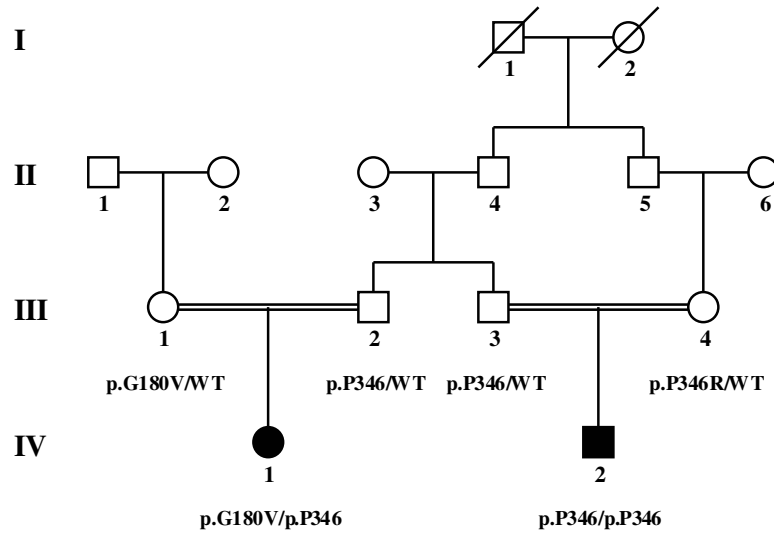 I
1 2
II
1 2 3 4 5 6
III
1 2 3 4
p.G180V/WT p.P346/WT p.P346/WT p.P346R/WT
IV
1 2
p.G180V/p.P346 p.P346/p.P346